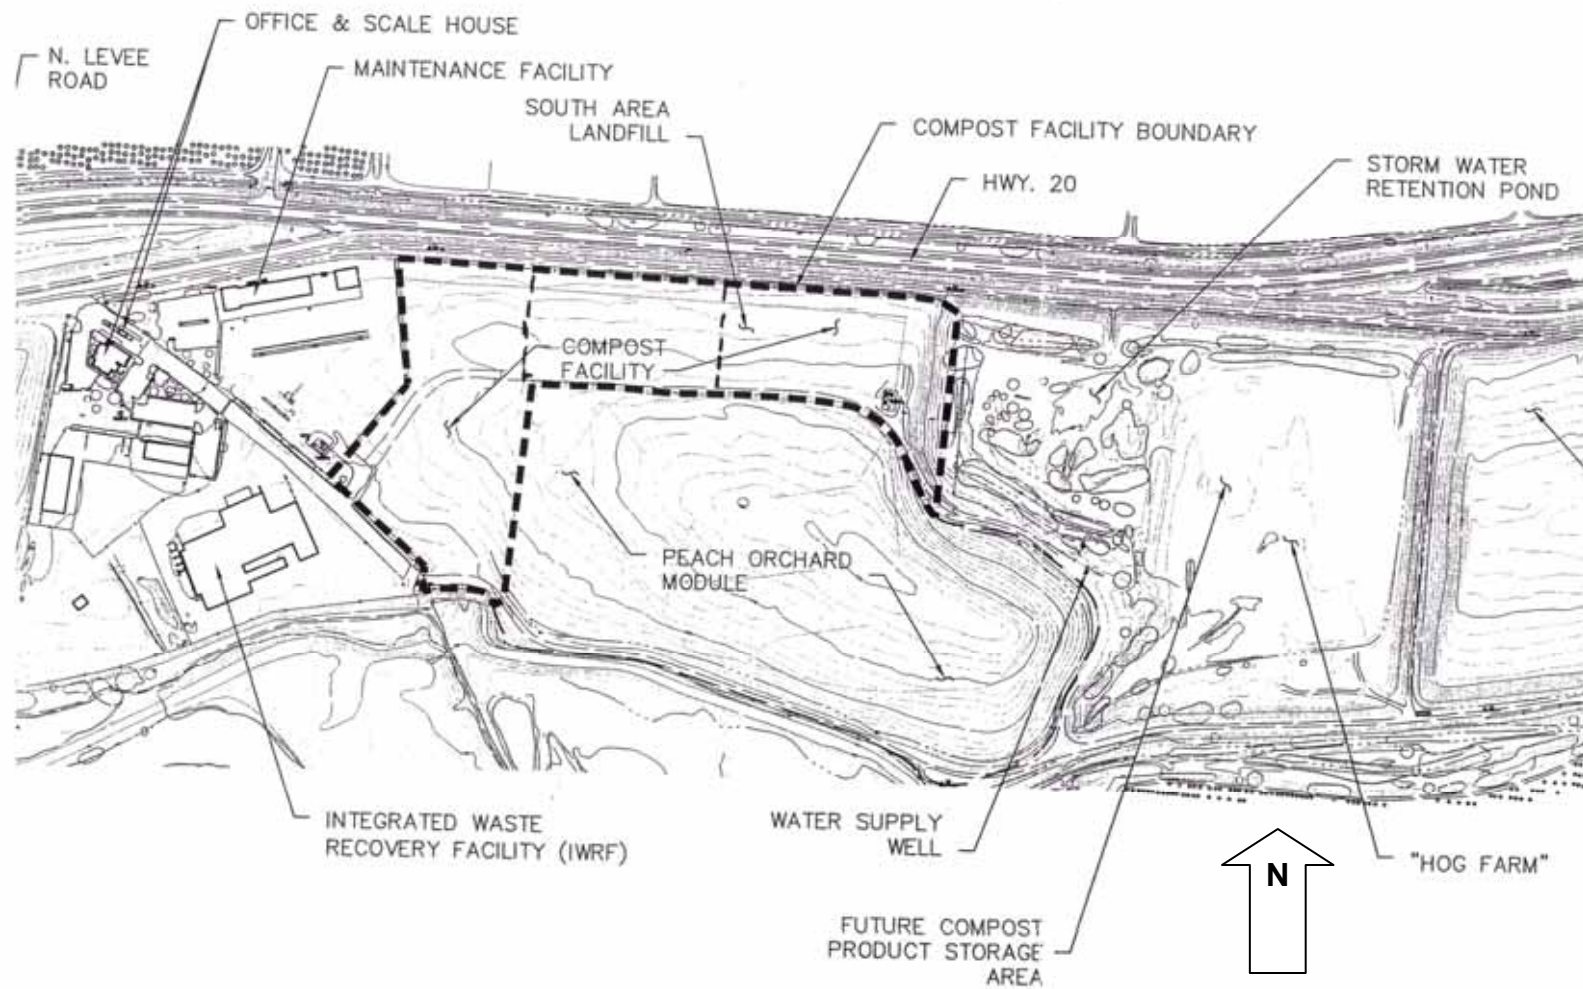 OFFICE & SCALE HOUSE
N. LEVEE
ROAD
MAINTENANCE FACILITY
SOUTH AREA
LANDFILL
COMPOST FACILITY BOUNDARY
STORM WATER
RETENTION POND
HWY. 20
COMPOST
FACILITY
PEACH ORCHARD
MODULE
INTEGRATED WASTE
RECOVERY FACILITY (IWRF)
WATER SUPPLY
WELL
"HOG FARM"
N
FUTURE COMPOST
PRODUCT STORAGE
AREA